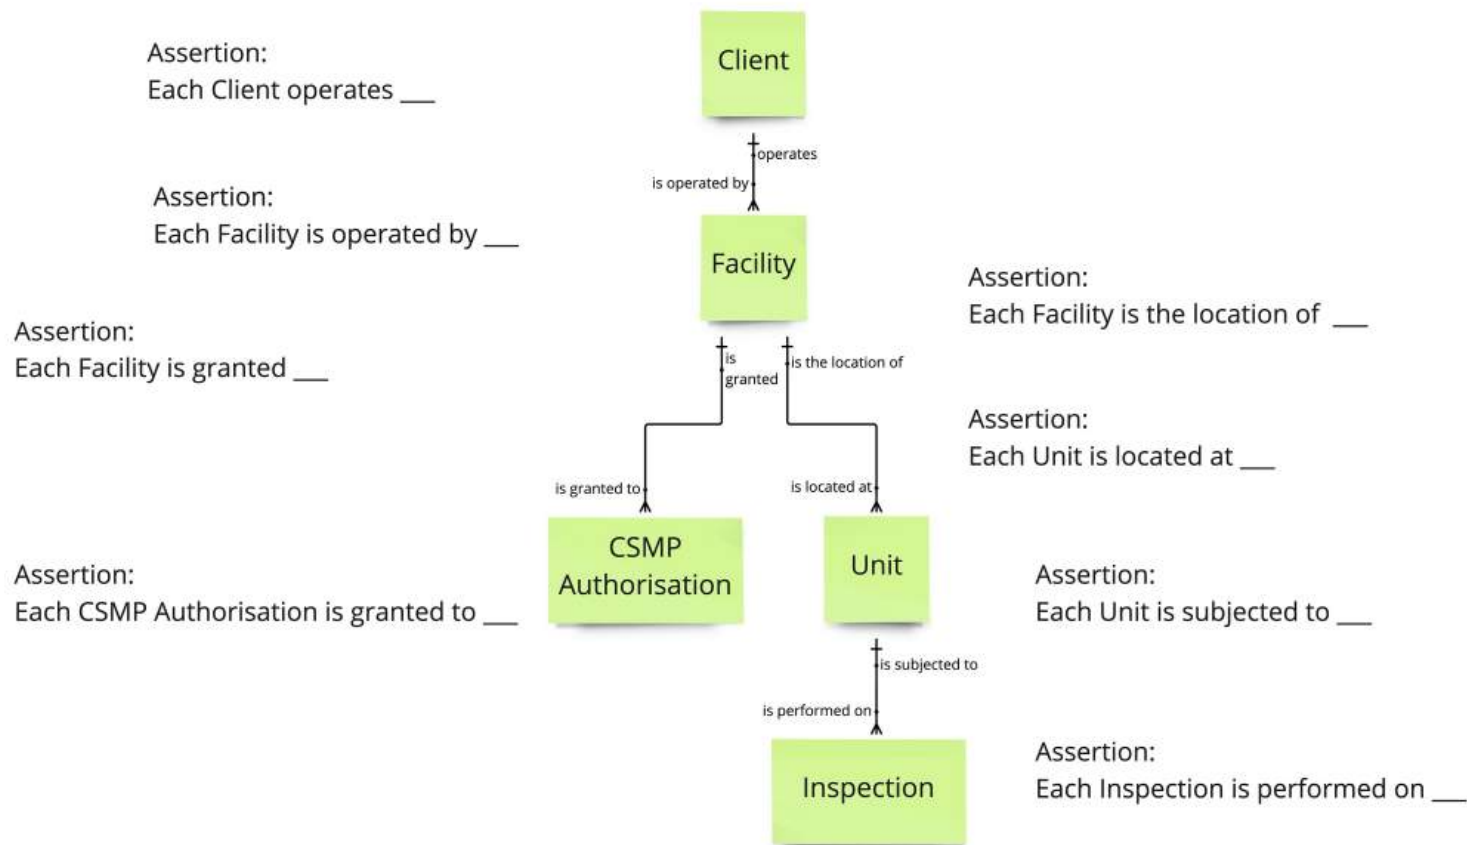 Client
Assertion:
Each Client operates ___
operates
is operated by
Assertion:
Each Facility is operated by ___
Facility
Assertion:
Each Facility is the location of ___
Assertion:
Each Facility is granted ___
is
granted
is the location of
Assertion:
Each Unit is located at ___
is granted to
is located at
CSMP
Authorisation
Unit
Assertion:
Each CSMP Authorisation is granted to ___
Assertion:
Each Unit is subjected to ___
is subjected to
is performed on
Inspection
Assertion:
Each Inspection is performed on ___